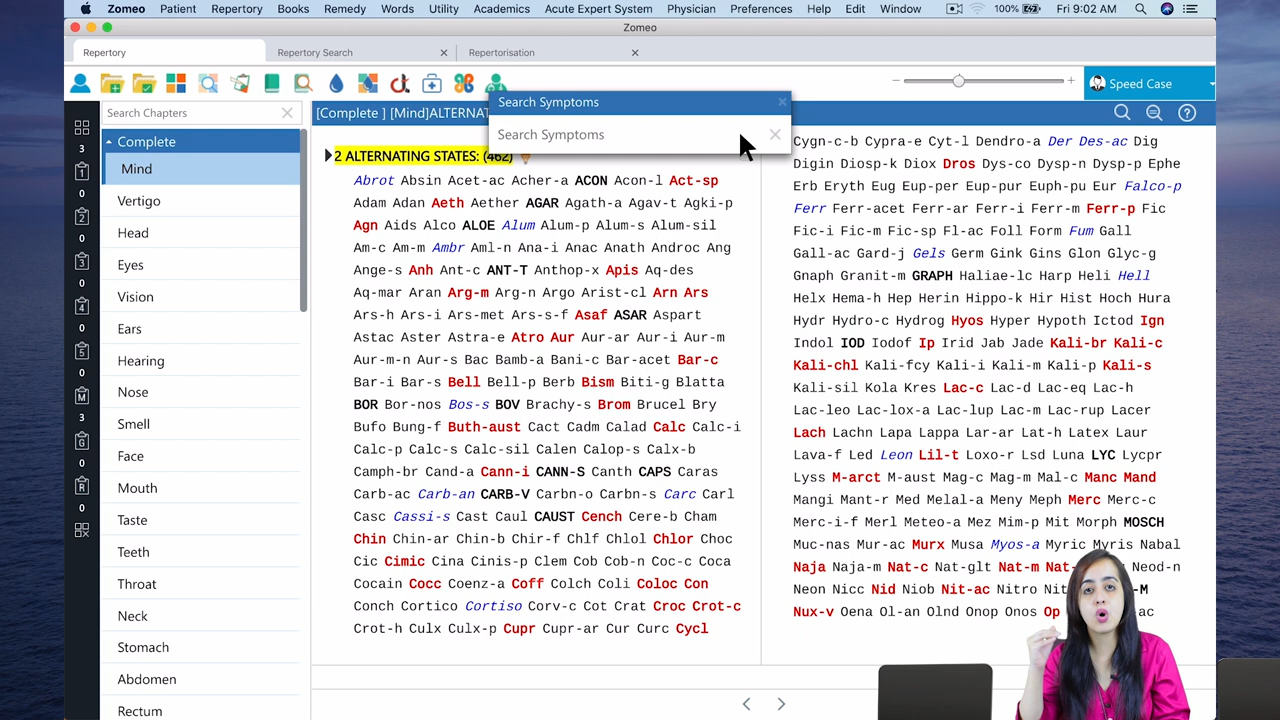 Zomeo Patient Repertory Books Remedy Words Utility Academics Acute Expert System Physician Preferences Help Edit Window 100% Fri 9:02 AM
Zomeo
Repertory Repertory Search Repertorisation
Speed Case
Search Chapters
[Complete ] [Mind]ALTERNA
Search Symptoms
Search Symptoms
Complete
Mind
Vertigo
Head
Eyes
Vision
Ears
Hearing
Nose
Smell
Face
Mouth
Taste
Teeth
Throat
Neck
Stomach
Abdomen
Rectum
3
1
0
2
0
3
0
4
0
5
0
M
3
G
0
R
0
2 ALTERNATING STATES: (462)
Abrot Absin Acet-ac Acher-a ACON Acon-l Act-sp
Adam Adan Aeth Aether AGAR Agath-a Agav-t Agki-p
Agn Aids Alco ALOE Alum Alum-p Alum-s Alum-sil
Am-c Am-m Ambr Aml-n Ana-i Anac Anath Androc Ang
Ange-s Anh Ant-c ANT-T Anthop-x Apis Aq-des
Aq-mar Aran Arg-m Arg-n Argo Arist-cl Arn Ars
Ars-h Ars-i Ars-met Ars-s-f Asaf ASAR Aspart
Astac Aster Astra-e Atro Aur Aur-ar Aur-i Aur-m
Aur-m-n Aur-s Bac Bamb-a Bani-c Bar-acet Bar-c
Bar-i Bar-s Bell Bell-p Berb Bism Biti-g Blatta
BOR Bor-nos Bos-s BOV Brachy-s Brom Brucel Bry
Bufo Bung-f Buth-aust Cact Cadm Calad Calc Calc-i
Calc-p Calc-s Calc-sil Calen Calop-s Calx-b
Camph-br Cand-a Cann-i CANN-S Canth CAPS Caras
Carb-ac Carb-an CARB-V Carbn-o Carbn-s Carc Carl
Casc Cassi-s Cast Caul CAUST Cench Cere-b Cham
Chin Chin-ar Chin-b Chir-f Chlf Chlol Chlor Choc
Cic Cimic Cina Cinis-p Clem Cob Cob-n Coc-c Coca
Cocain Cocc Coenz-a Coff Colch Coli Coloc Con
Conch Cortico Cortiso Corv-c Cot Crat Croc Crot-c
Crot-h Culx Culx-p Cupr Cupr-ar Cur Curc Cycl
Cygn-c-b Cypra-e Cyt-l Dendro-a Der Des-ac Dig
Digin Diosp-k Diox Dros Dys-co Dysp-n Dysp-p Ephe
Erb Eryth Eug Eup-per Eup-pur Euph-pu Eur Falco-p
Ferr Ferr-acet Ferr-ar Ferr-i Ferr-m Ferr-p Fic
Fic-i Fic-m Fic-sp Fl-ac Foll Form Fum Gall
Gall-ac Gard-j Gels Germ Gink Gins Glon Glyc-g
Gnaph Granit-m GRAPH Haliae-lc Harp Heli Hell
Helx Hema-h Hep Herin Hippo-k Hir Hist Hoch Hura
Hydr Hydro-c Hydrog Hyos Hyper Hypoth Ictod Ign
Indol IOD Iodof Ip Irid Jab Jade Kali-br Kali-c
Kali-chl Kali-fcy Kali-i Kali-m Kali-p Kali-s
Kali-sil Kola Kres Lac-c Lac-d Lac-eq Lac-h
Lac-leo Lac-lox-a Lac-lup Lac-m Lac-rup Lacer
Lach Lachn Lapa Lappa Lar-ar Lat-h Latex Laur
Lava-f Led Leon Lil-t Loxo-r Lsd Luna LYC Lycpr
Lyss M-arct M-aust Mag-c Mag-m Mal-c Manc Mand
Mangi Mant-r Med Melal-a Meny Meph Merc Merc-c
Merc-i-f Merl Meteo-a Mez Mim-p Mit Morph MOSCH
Muc-nas Mur-ac Murx Musa Myos-a Myric Myris Nabal
Naja Naja-m Nat-c Nat-glt Nat-m Nat- Neod-n
Neon Nicc Nid Niob Nit-ac Nitro Nit -M
Nux-v Oena Ol-an Olnd Onop Onos Op ac